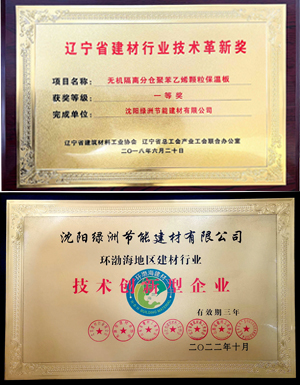 辽宁省建材行业技术革新奖
项目名称：无机隔离分仓聚苯乙烯颗粒保温板
获奖等级：一等奖
完成单位：沈阳绿洲节能建材有限公司
辽宁省建筑材料工业协会 辽宁省总工会产业工会联合办公室
二〇一八年六月二十日
沈阳绿洲节能建材有限公司
环渤海地区建材行业
技术创新型企业
环渤海建材
有效期三年
二〇二二年十月